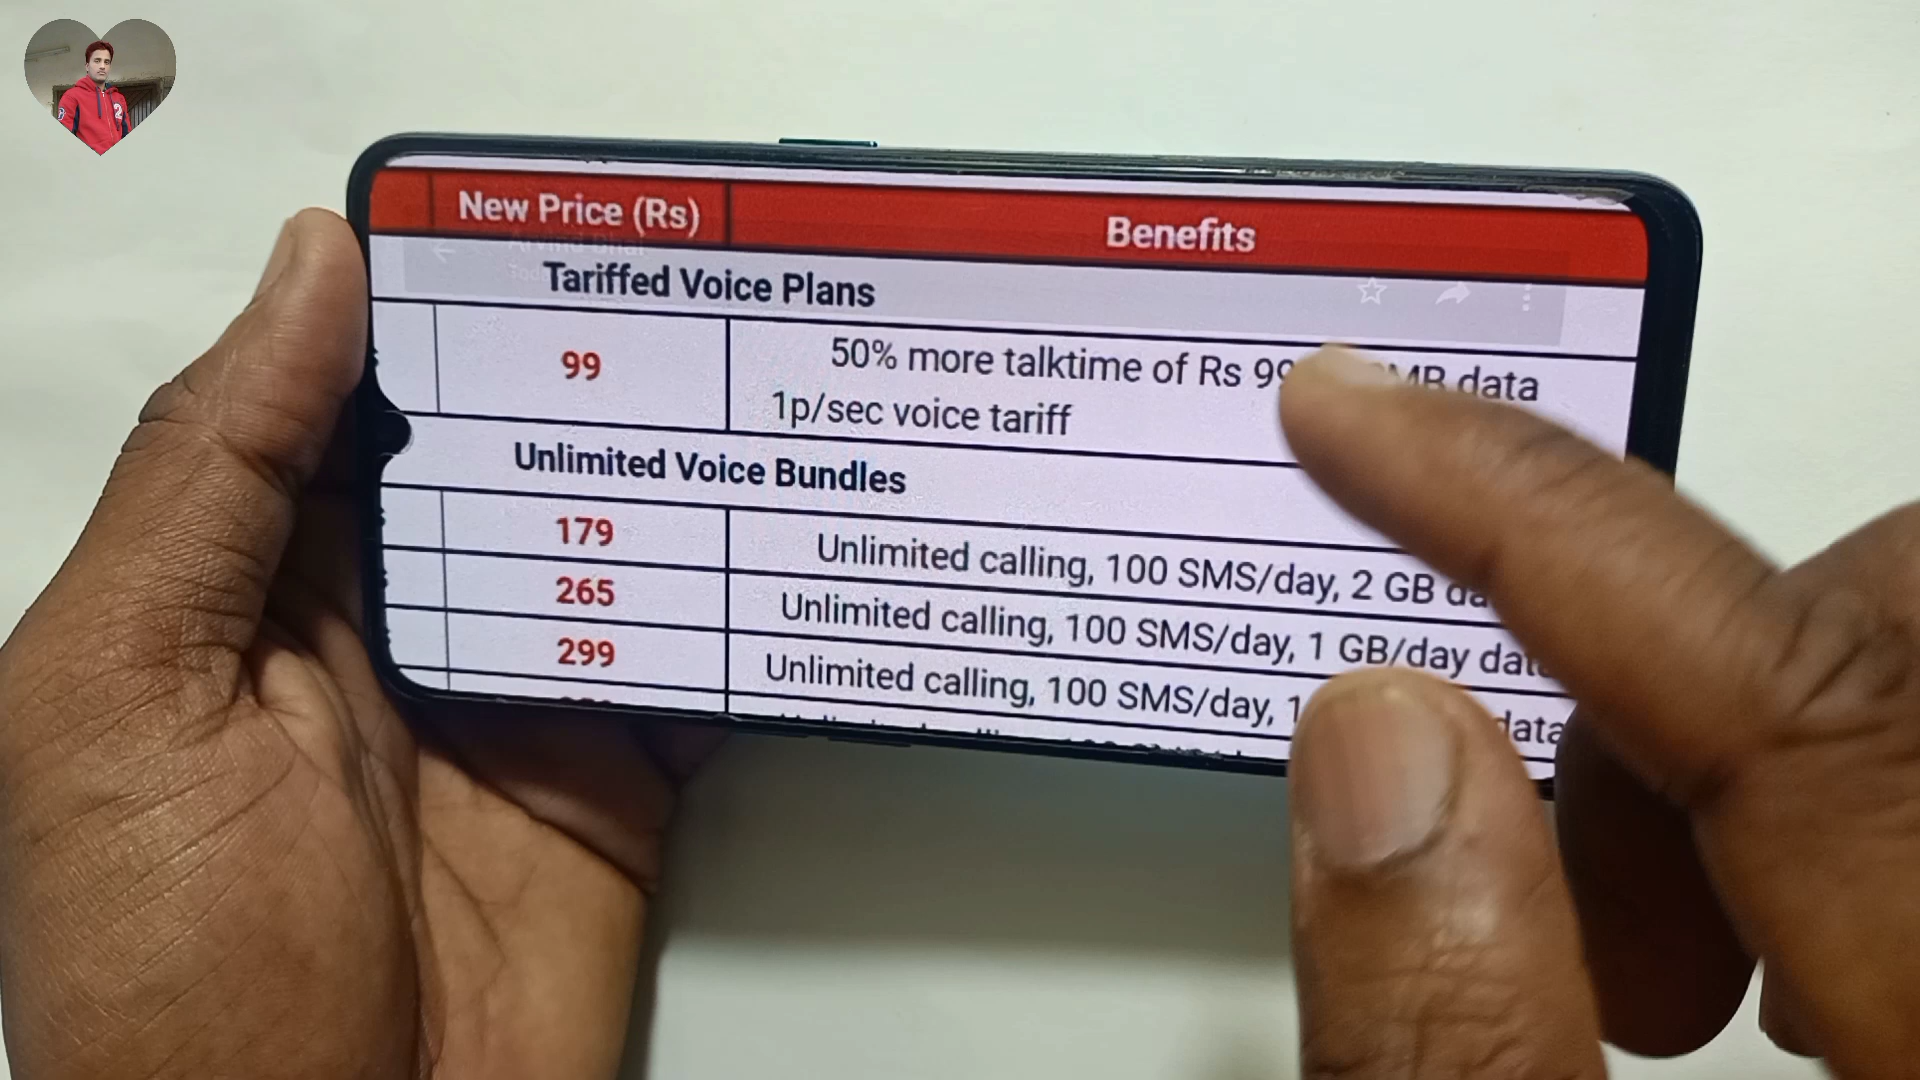 New Price (Rs) Benefits
Tariffed Voice Plans
99 50% more talktime of Rs 99 data
1p/sec voice tariff
Unlimited Voice Bundles
179 Unlimited calling, 100 SMS/day, 2 GB
265 Unlimited calling, 100 SMS/day, 1 GB/day data
299 Unlimited calling, 100 SMS/day, data